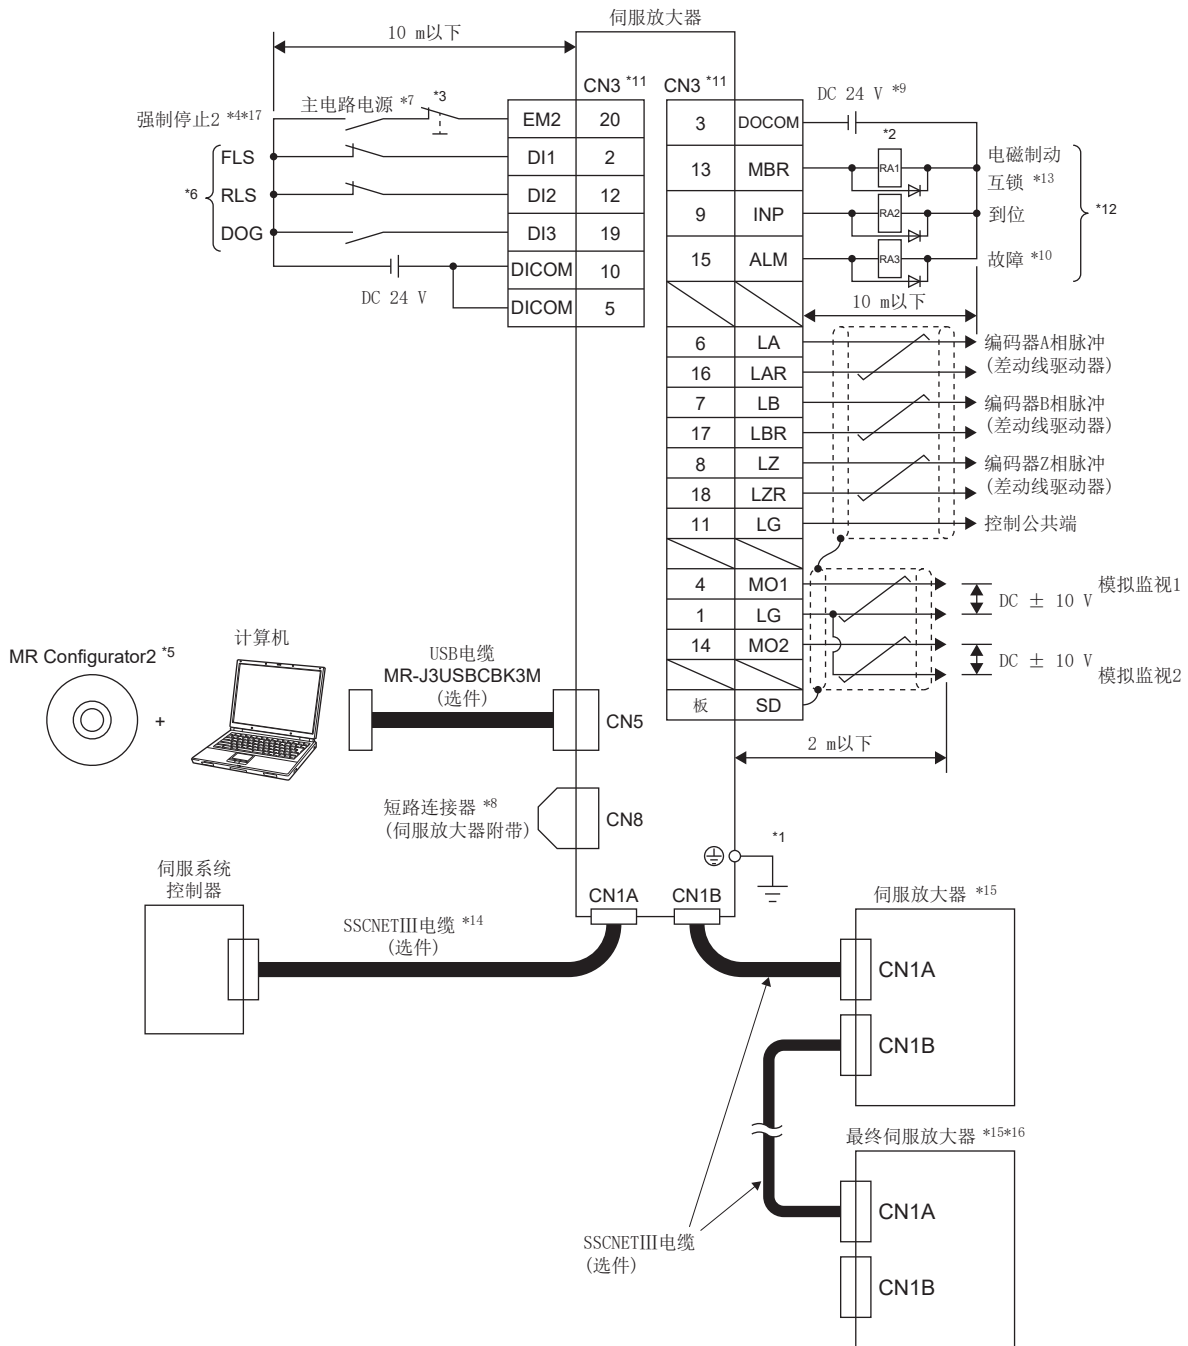 伺服放大器
10 m以下
CN3 *11
CN3 *11
强制停止2 *4*17
主电路电源 *7
*3
EM2 20
FLS
DI1 2
*6
RLS
DI2 12
DOG
DI3 19
DICOM 10
DC 24 V
DICOM 5
3 DOCOM
DC 24 V *9
*2
13 MBR
RA1
电磁制动
互锁 *13
9 INP
RA2
到位
*12
15 ALM
RA3
故障 *10
10 m以下
6 LA
编码器A相脉冲
(差动线驱动器)
16 LAR
7 LB
编码器B相脉冲
(差动线驱动器)
17 LBR
8 LZ
编码器Z相脉冲
(差动线驱动器)
18 LZR
11 LG
控制公共端
4 MO1
模拟监视1
DC ± 10 V
1 LG
14 MO2
DC ± 10 V
模拟监视2
板 SD
2 m以下
MR Configurator2 *5
+
计算机
USB电缆
MR-J3USBCBK3M
(选件)
CN5
短路连接器 *8
(伺服放大器附带)
CN8
*1
伺服系统
控制器
CN1A
CN1B
SSCNETⅢ电缆 *14
(选件)
伺服放大器 *15
CN1A
CN1B
最终伺服放大器 *15*16
CN1A
CN1B
SSCNETⅢ电缆
(选件)